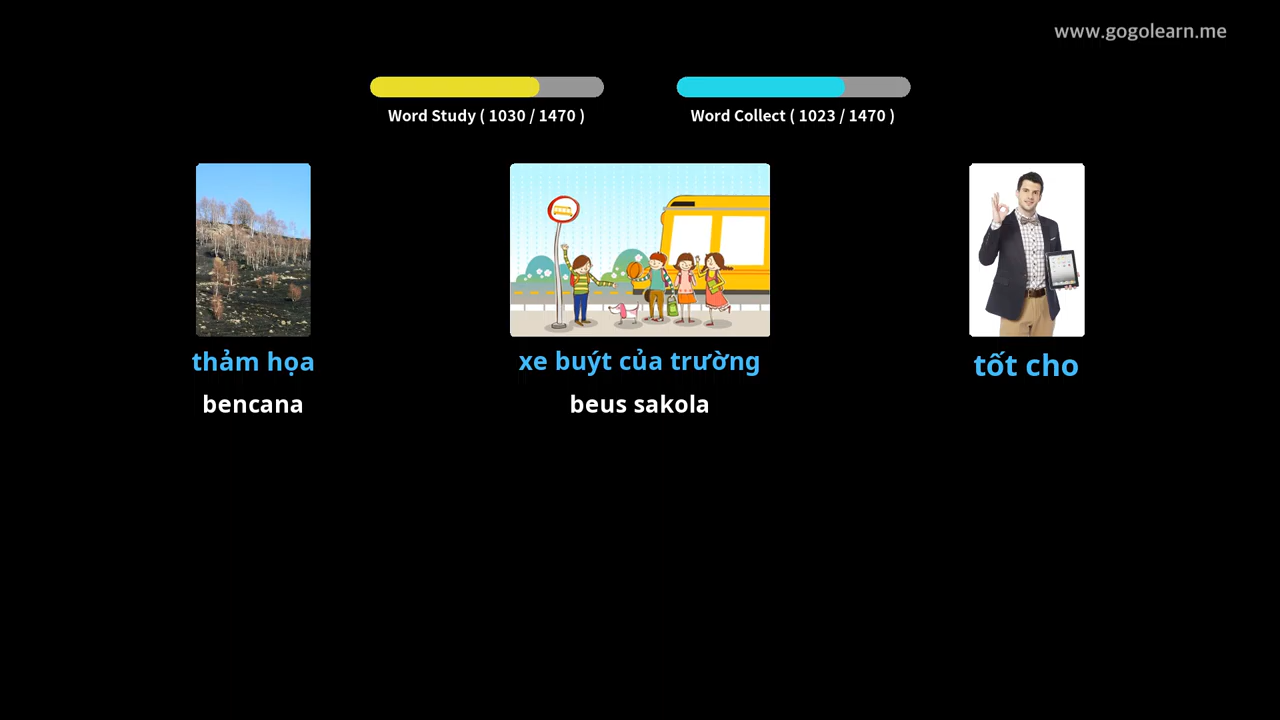 www.gogolearn.me
Word Study ( 1030 / 1470 )
Word Collect ( 1023 / 1470 )
thảm họa
xe buýt của trường
tốt cho
bencana
beus sakola